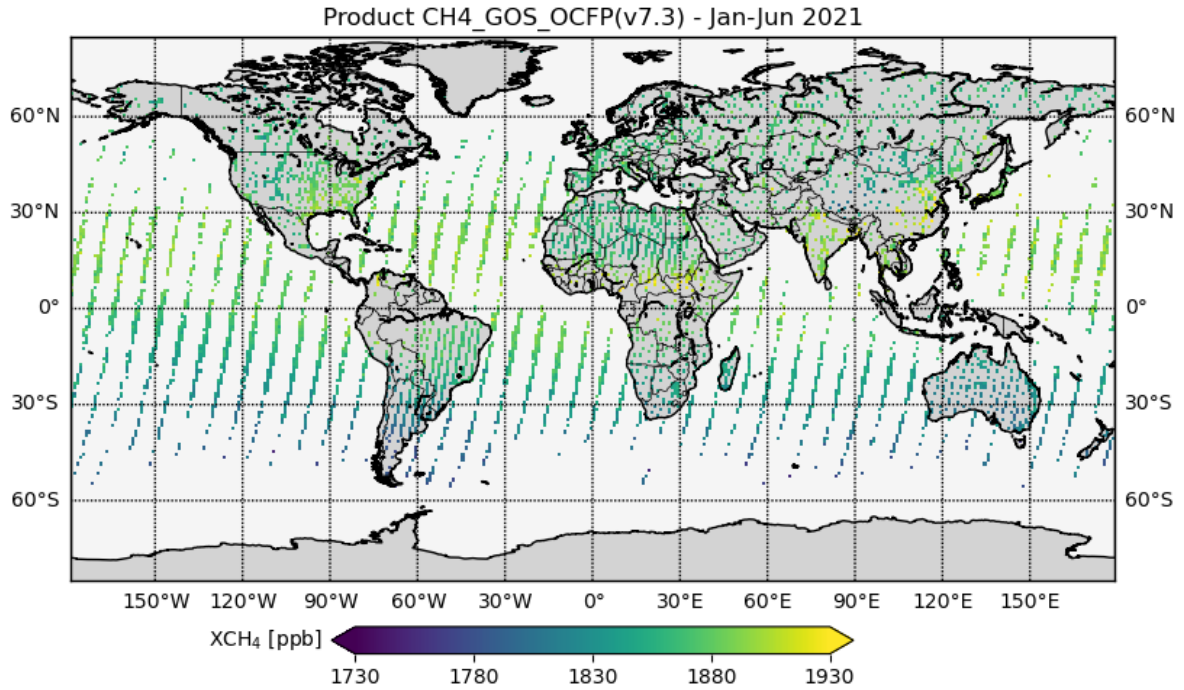 Product CH4_GOS_OCFP(v7.3) - Jan-Jun 2021
60°N 60°N
30°N 30°N
0° 0°
30°S 30°S
60°S 60°S
150°W 120°W 90°W 60°W 30°W 0° 30°E 60°E 90°E 120°E 150°E
XCH₄ [ppb]
1730 1780 1830 1880 1930